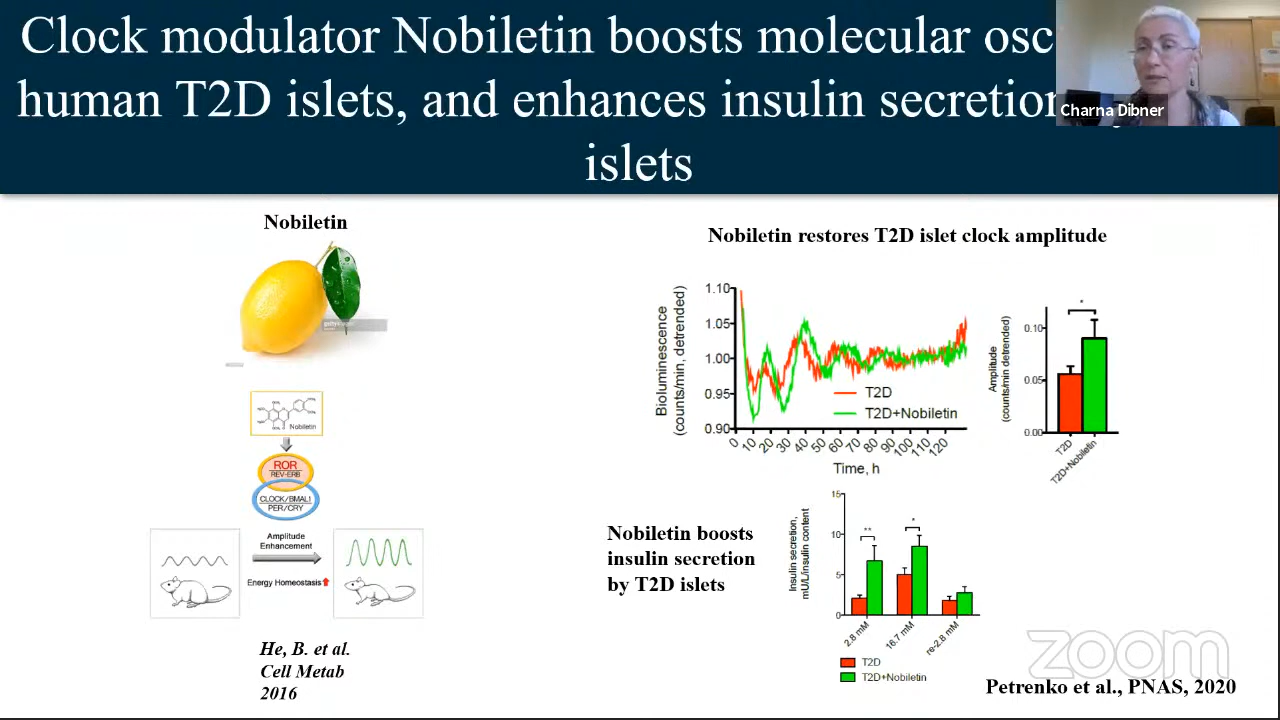 Clock modulator Nobiletin boosts molecular osc
human T2D islets, and enhances insulin secretion
islets
Charna Dibner
Nobiletin
Nobiletin
ROR
REV-ERB
CLOCK/BMAL1
PER/CRY
Amplitude
Enhancement
Energy Homeostasis
He, B. et al.
Cell Metab
2016
Nobiletin restores T2D islet clock amplitude
Bioluminescence
(counts/min, detrended)
1.10
1.05
1.00
0.95
0.90
T2D
T2D+Nobiletin
0 10 20 30 40 50 60 70 80 90 100 110 120
Time, h
Amplitude
(counts/min detrended)
0.10
0.05
0.00
*
T2D
T2D+Nobiletin
Nobiletin boosts
insulin secretion
by T2D islets
Insulin secretion,
mU/L/insulin content
15
10
5
0
** *
2.8 mM 16.7 mM re-2.8 mM
T2D
T2D+Nobiletin
zoom
Petrenko et al., PNAS, 2020